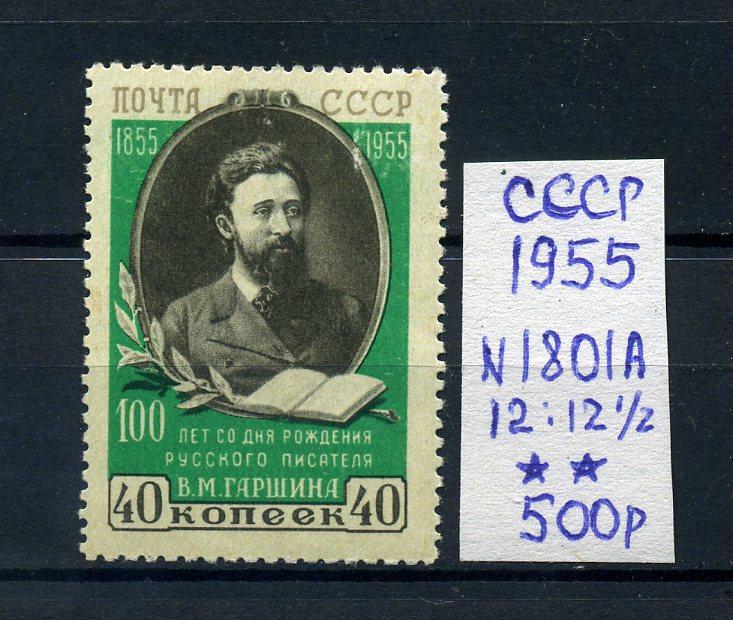 ПОЧТА СССР
1855 1955
100 ЛЕТ СО ДНЯ РОЖДЕНИЯ
РУССКОГО ПИСАТЕЛЯ
В.М.ГАРШИНА
40 копеек 40
СССР
1955
N1801A
12:12½
★★
500р